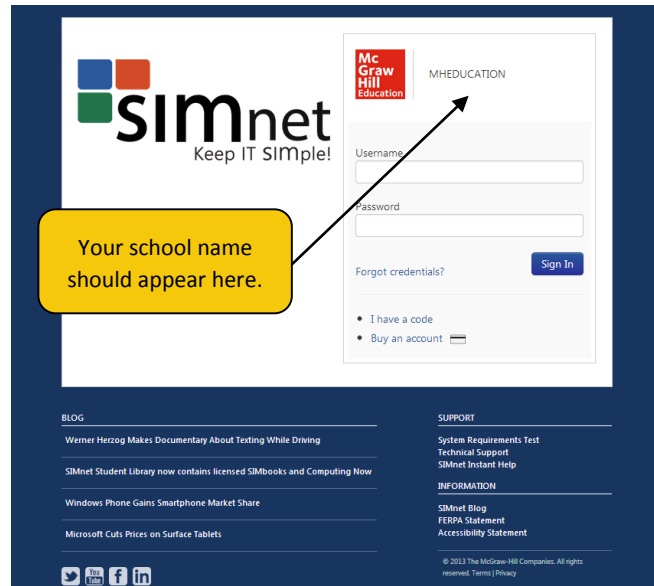 SIMnet
Keep IT SIMple!
Mc
Graw
Hill
Education
MHEDUCATION
Username
Password
Your school name
should appear here.
Forgot credentials?
Sign In
• I have a code
• Buy an account
BLOG
Werner Herzog Makes Documentary About Texting While Driving
SIMnet Student Library now contains licensed SIMbooks and Computing Now
Windows Phone Gains Smartphone Market Share
Microsoft Cuts Prices on Surface Tablets
You
Tube
f
in
SUPPORT
System Requirements Test
Technical Support
SIMnet Instant Help
INFORMATION
SIMnet Blog
FERPA Statement
Accessibility Statement
© 2013 The McGraw-Hill Companies. All rights
reserved. Terms | Privacy